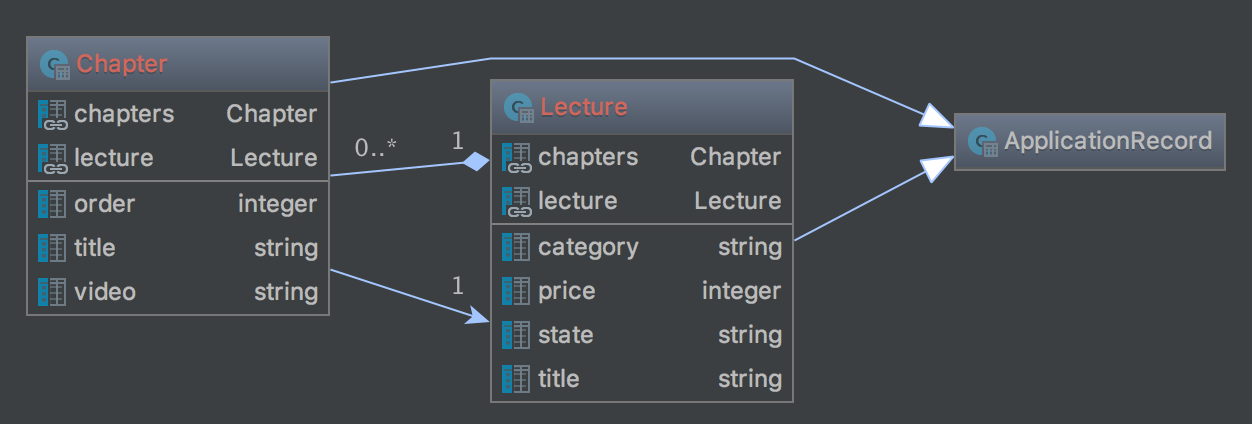 Chapter
chapters Chapter
lecture Lecture
order integer
title string
video string
0..* 1
1
Lecture
chapters Chapter
lecture Lecture
category string
price integer
state string
title string
ApplicationRecord